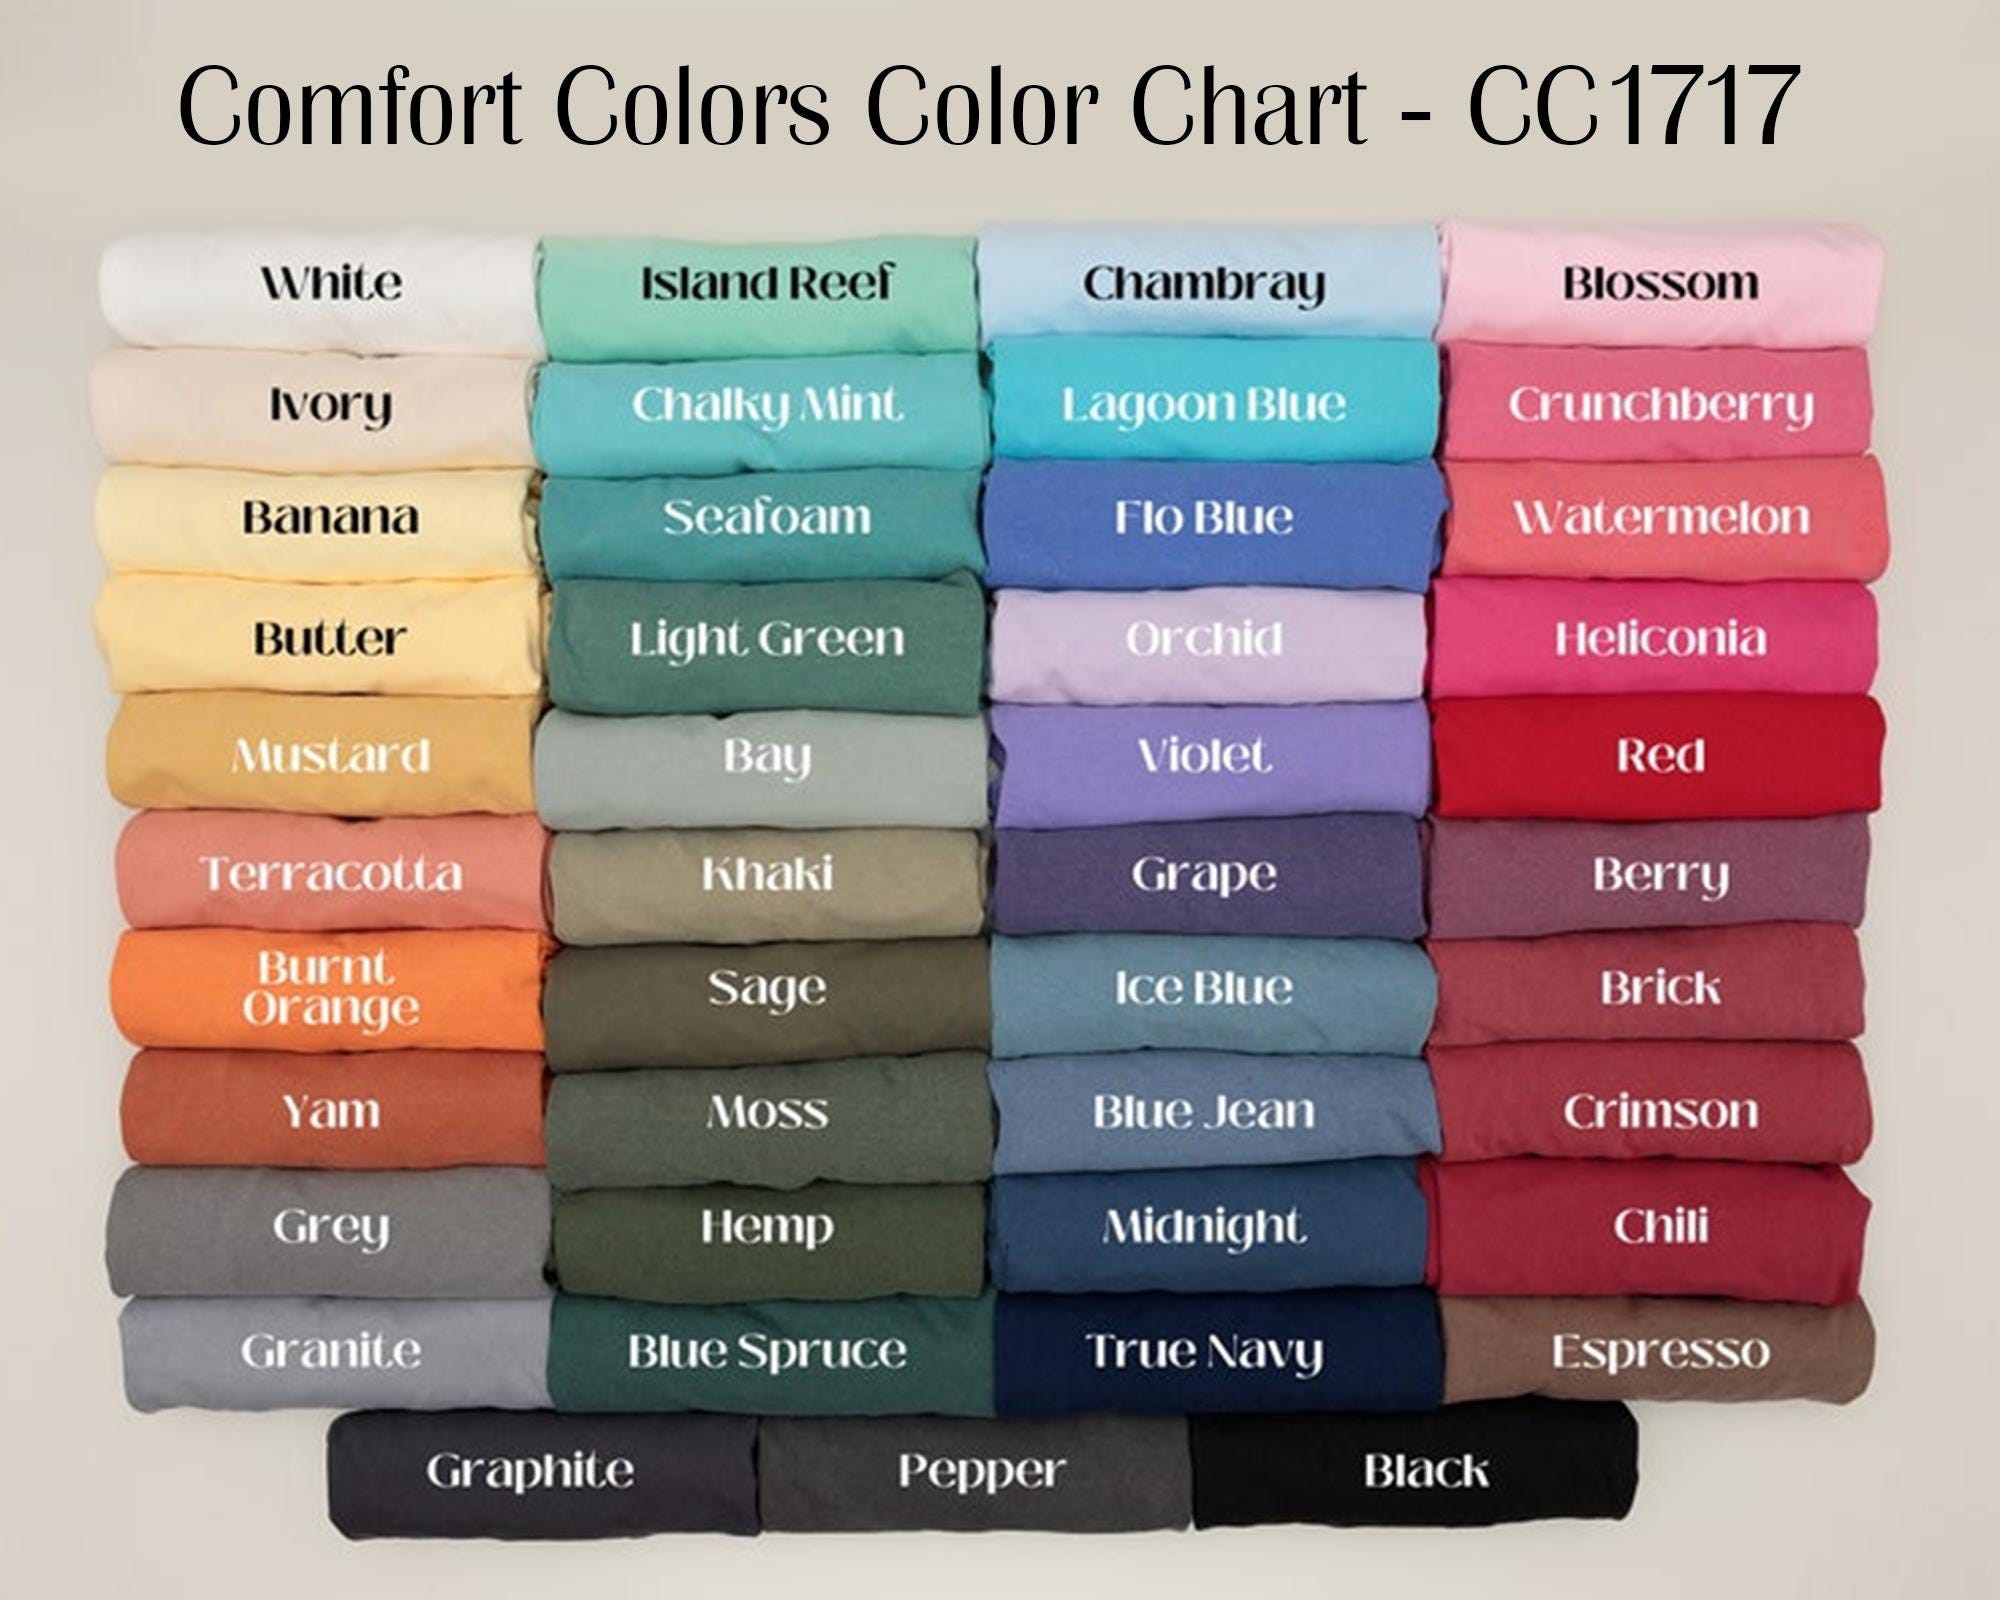 Comfort Colors Color Chart - CC1717
White
Island Reef
Chambray
Blossom
Ivory
Chalky Mint
Lagoon Blue
Crunchberry
Banana
Seafoam
Flo Blue
Watermelon
Butter
Light Green
Orchid
Heliconia
Mustard
Bay
Violet
Red
Terracotta
Khaki
Grape
Berry
Burnt
Orange
Sage
Ice Blue
Brick
Yam
Moss
Blue Jean
Crimson
Grey
Hemp
Midnight
Chili
Granite
Blue Spruce
True Navy
Espresso
Graphite
Pepper
Black